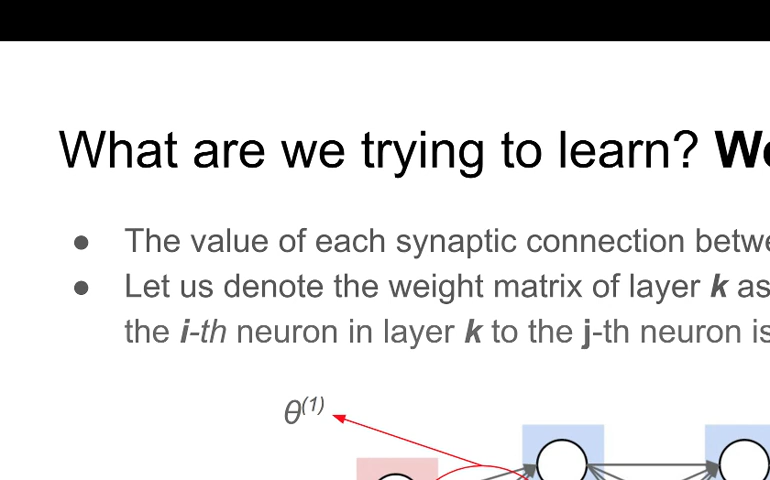 What are we trying to learn?
The value of each synaptic connection
Let us denote the weight matrix of layer k as
the i-th neuron in layer k to the j-th neuron is
θ(1)